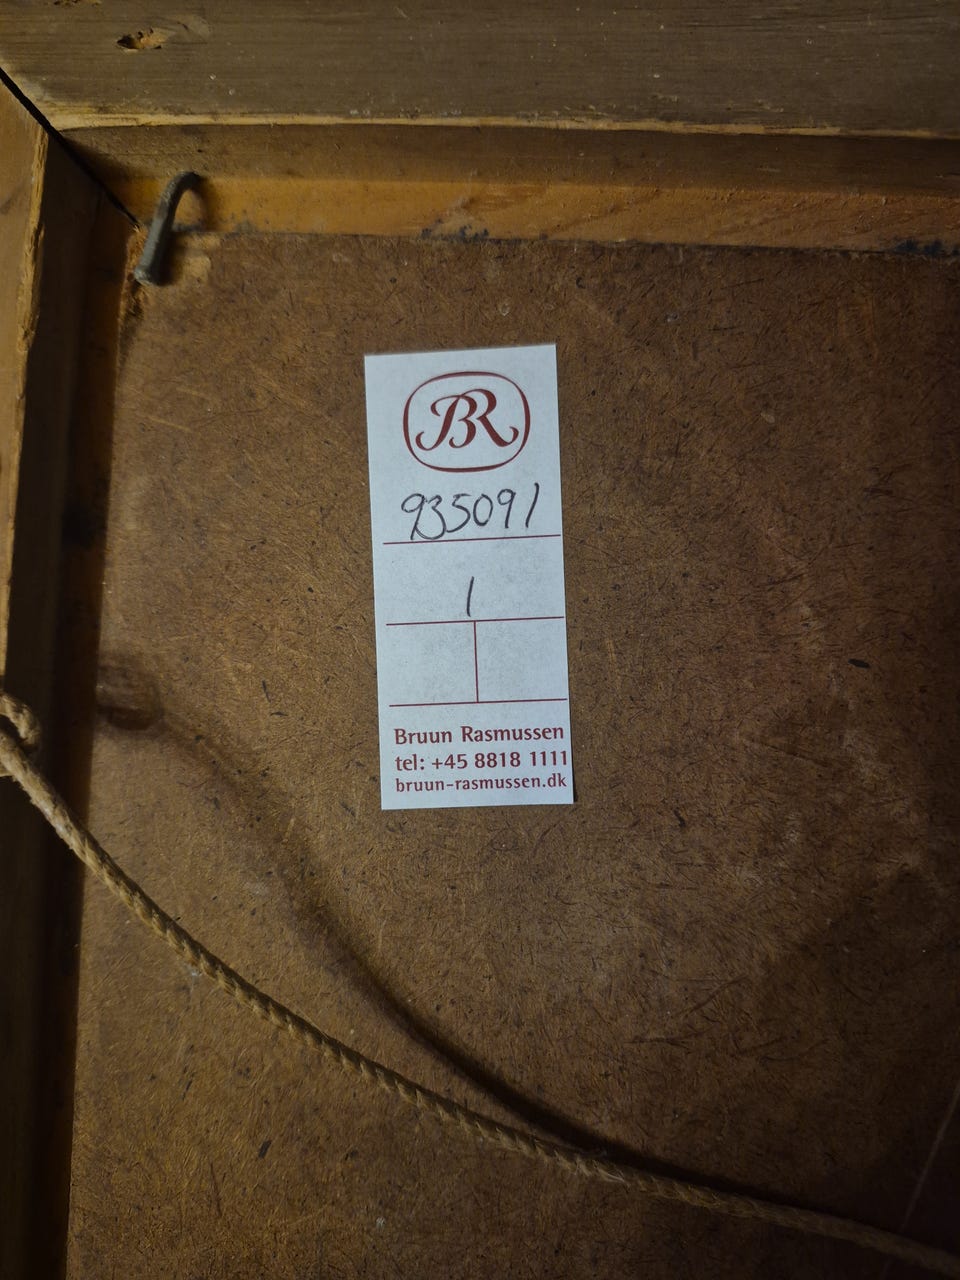 BR
935091
1
Bruun Rasmussen
tel: +45 8818 1111
bruun-rasmussen.dk